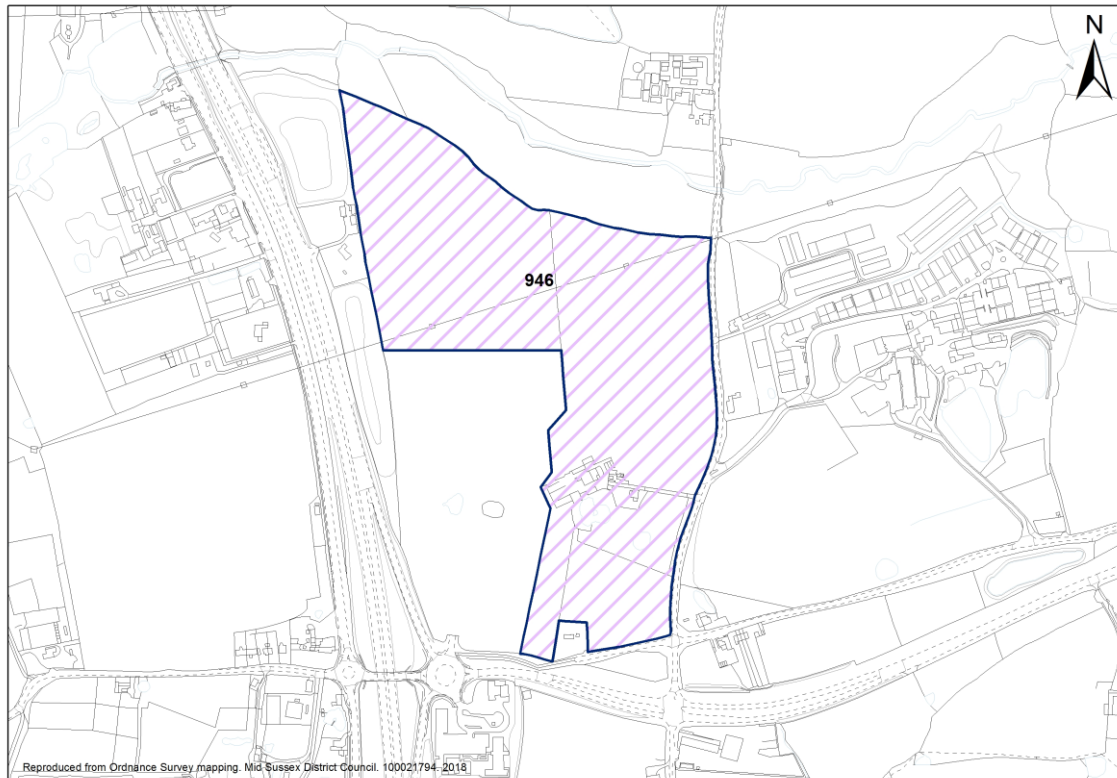 N
946
Reproduced from Ordnance Survey mapping. Mid Sussex District Council. 100021794 2018